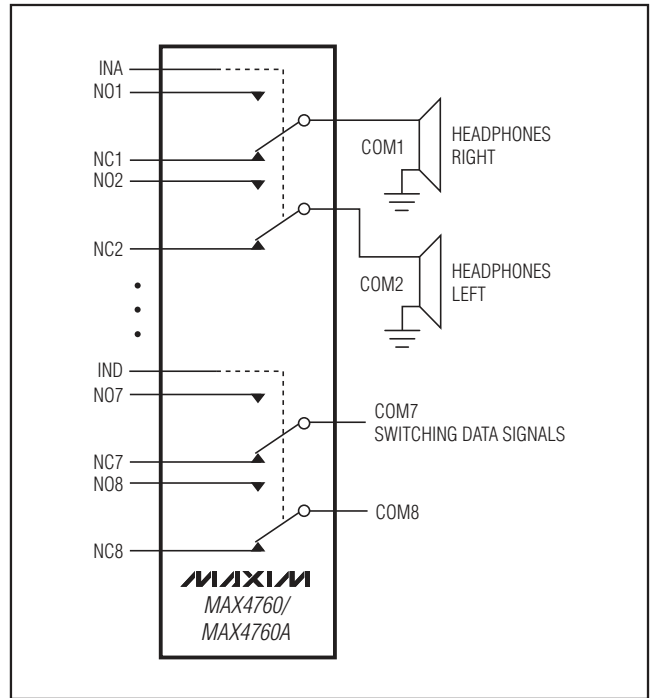 INA
NO1
NC1
NO2
NC2
COM1
HEADPHONES
RIGHT
COM2
HEADPHONES
LEFT
IND
NO7
NC7
NO8
NC8
COM7
SWITCHING DATA SIGNALS
COM8
MAXIM
MAX4760/
MAX4760A